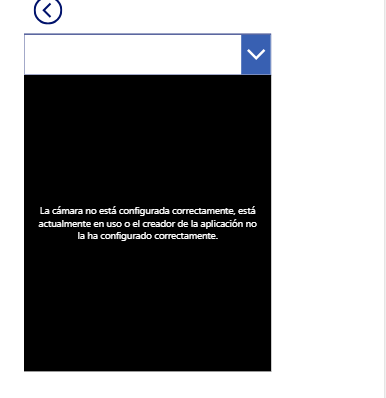 La cámara no está configurada correctamente, está
actualmente en uso o el creador de la aplicación no
la ha configurado correctamente.